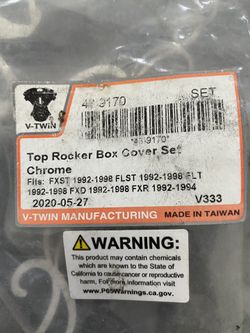 V-TWIN
SET
*43-9170*
Top Rocker Box Cover Set
Chrome
Fits: FXST 1992-1998 FLST 1992-1998 FLT
1992-1998 FXD 1992-1998 FXR 1992-1994
2020-05-27 V333
V-TWIN MANUFACTURING MADE IN TAIWAN
WARNING:
This product may contain chemicals
which are known to the State of
California to cause cancer or reproductive
harm. For more information visit
www.P65Warnings.ca.gov.